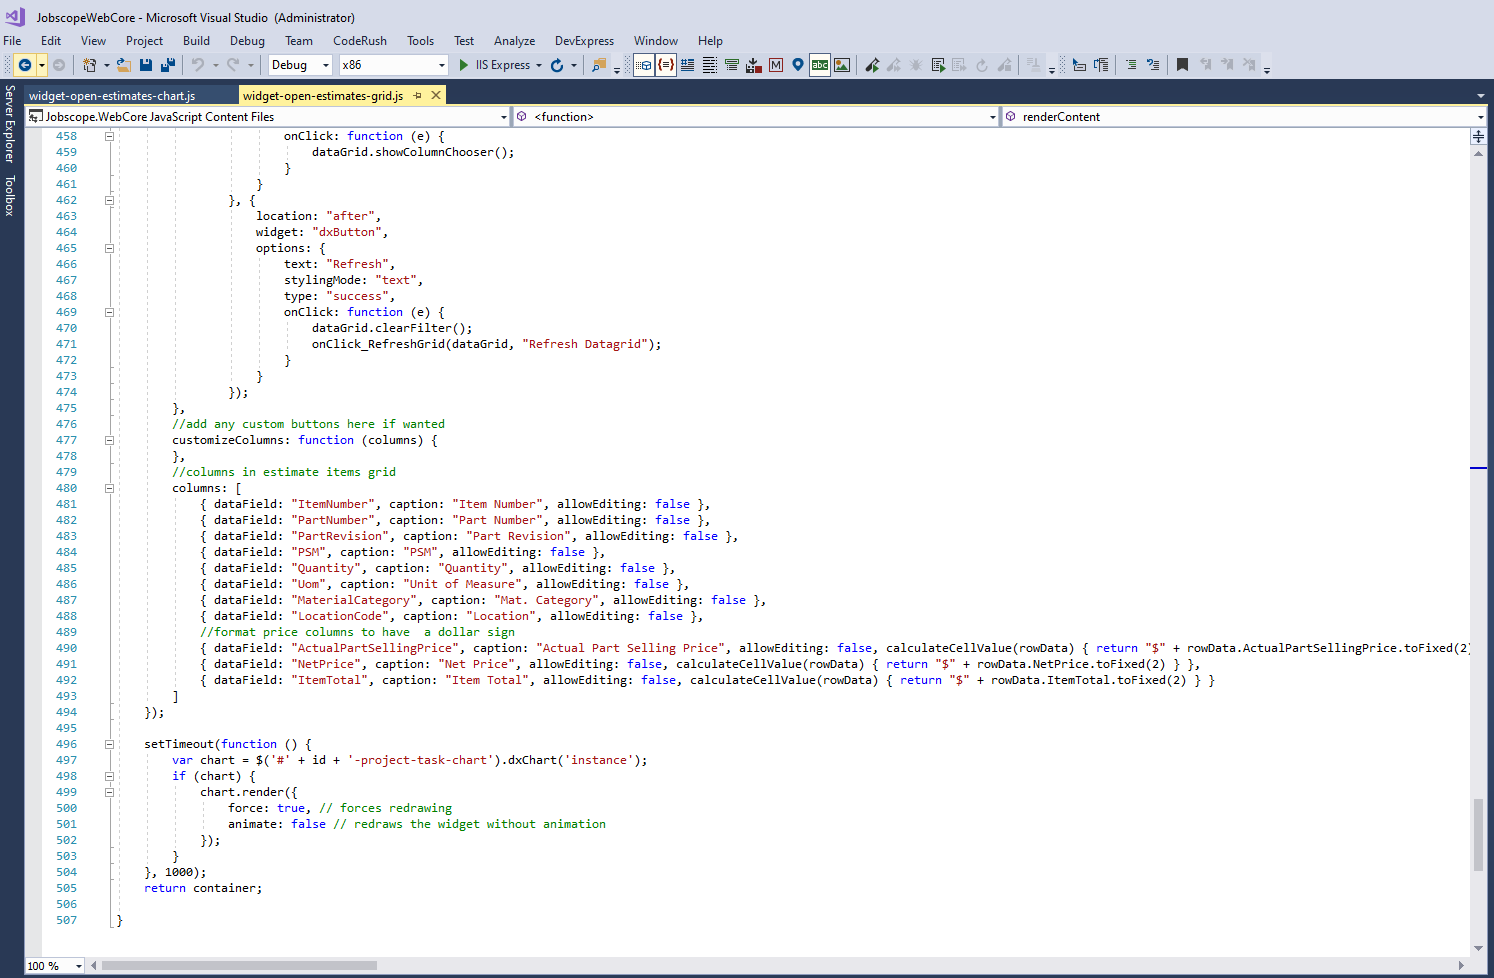 JobscopeWebCore - Microsoft Visual Studio (Administrator)
File Edit View Project Build Debug Team CodeRush Tools Test Analyze DevExpress Window Help
Debug x86 IIS Express abc
Server Explorer
Toolbox
widget-open-estimates-chart.js widget-open-estimates-grid.js
Jobscope.WebCore JavaScript Content Files <function> renderContent
458 onClick: function (e) {
459 dataGrid.showColumnChooser();
460 }
461 }
462 }, {
463 location: "after",
464 widget: "dxButton",
465 options: {
466 text: "Refresh",
467 stylingMode: "text",
468 type: "success",
469 onClick: function (e) {
470 dataGrid.clearFilter();
471 onClick_RefreshGrid(dataGrid, "Refresh Datagrid");
472 }
473 }
474 });
475 },
476 //add any custom buttons here if wanted
477 customizeColumns: function (columns) {
478 },
479 //columns in estimate items grid
480 columns: [
481 { dataField: "ItemNumber", caption: "Item Number", allowEditing: false },
482 { dataField: "PartNumber", caption: "Part Number", allowEditing: false },
483 { dataField: "PartRevision", caption: "Part Revision", allowEditing: false },
484 { dataField: "PSM", caption: "PSM", allowEditing: false },
485 { dataField: "Quantity", caption: "Quantity", allowEditing: false },
486 { dataField: "Uom", caption: "Unit of Measure", allowEditing: false },
487 { dataField: "MaterialCategory", caption: "Mat. Category", allowEditing: false },
488 { dataField: "LocationCode", caption: "Location", allowEditing: false },
489 //format price columns to have  a dollar sign
490 { dataField: "ActualPartSellingPrice", caption: "Actual Part Selling Price", allowEditing: false, calculateCellValue(rowData) { return "$" + rowData.ActualPartSellingPrice.toFixed(2)
491 { dataField: "NetPrice", caption: "Net Price", allowEditing: false, calculateCellValue(rowData) { return "$" + rowData.NetPrice.toFixed(2) } },
492 { dataField: "ItemTotal", caption: "Item Total", allowEditing: false, calculateCellValue(rowData) { return "$" + rowData.ItemTotal.toFixed(2) } }
493 ]
494 });
495
496 setTimeout(function () {
497 var chart = $('#' + id + '-project-task-chart').dxChart('instance');
498 if (chart) {
499 chart.render({
500 force: true, // forces redrawing
501 animate: false // redraws the widget without animation
502 });
503 }
504 }, 1000);
505 return container;
506
507 }
100 %